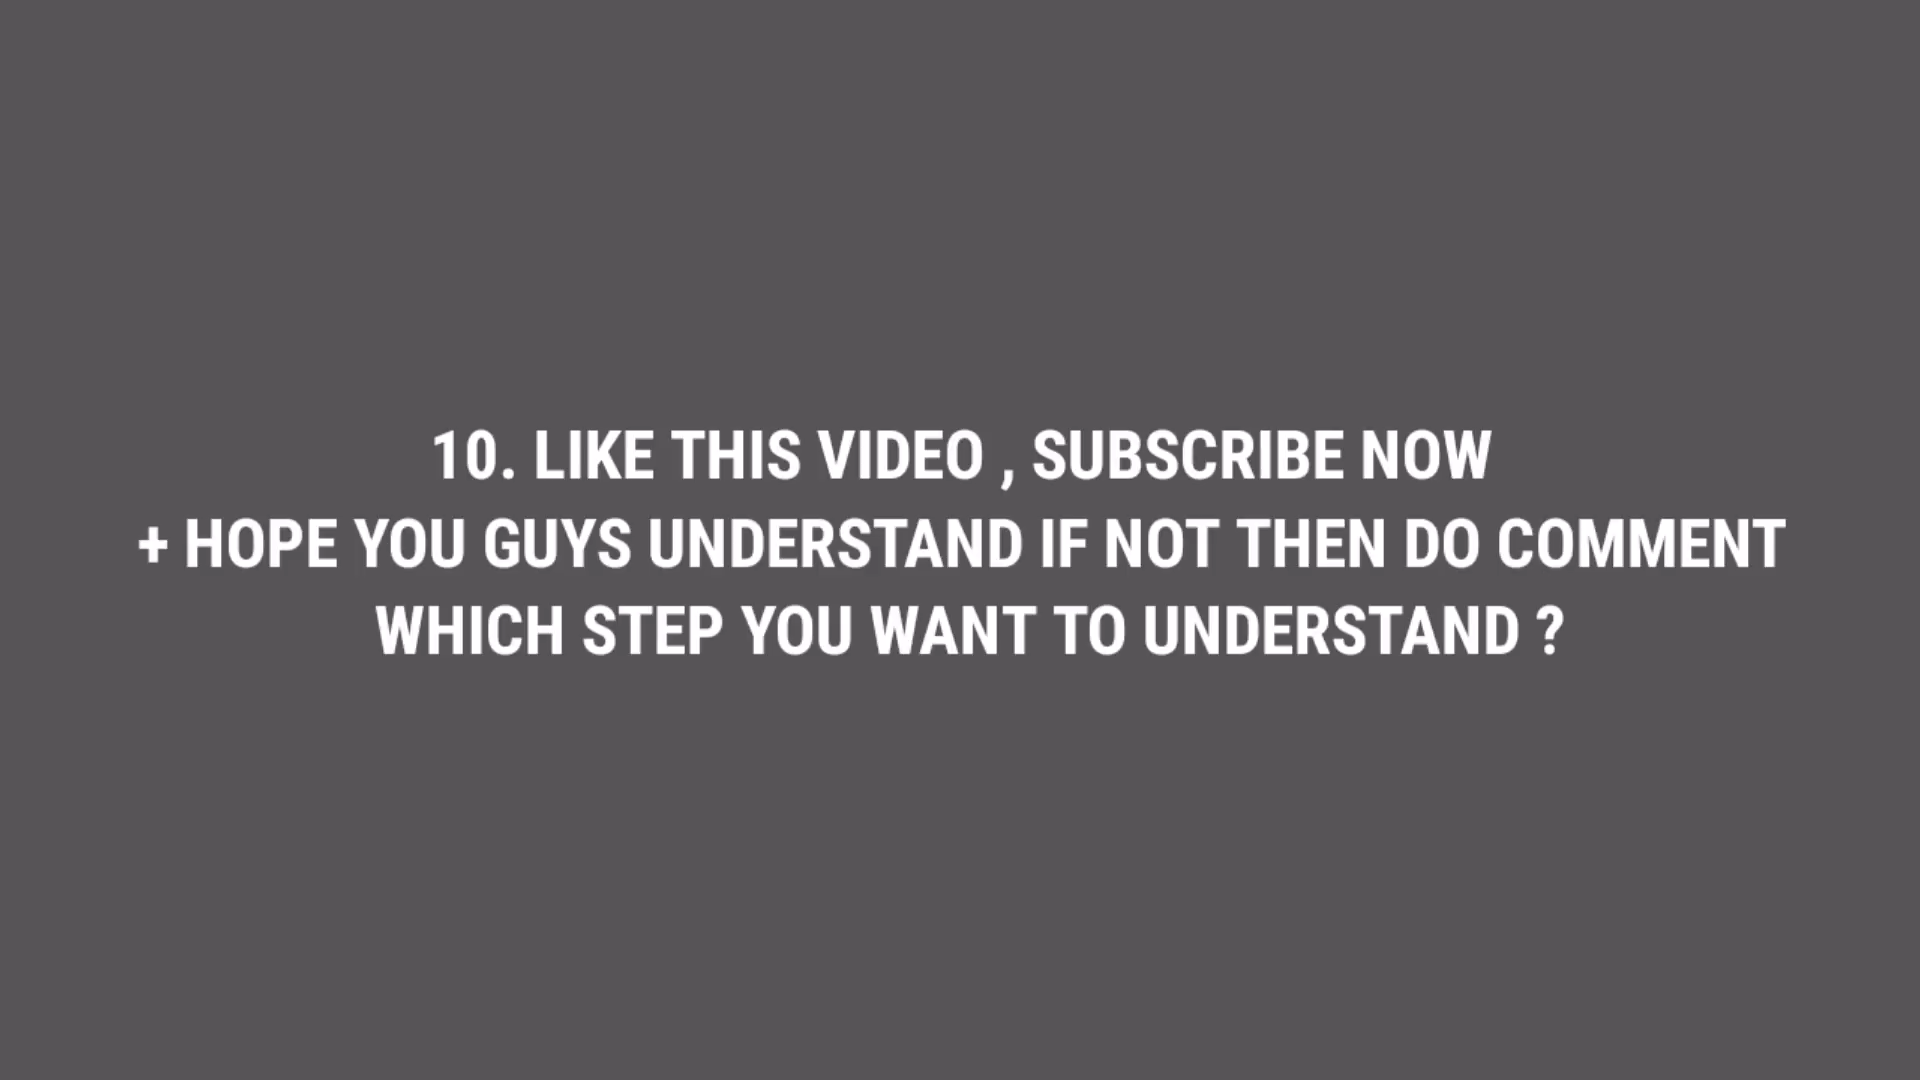 10. LIKE THIS VIDEO , SUBSCRIBE NOW
+ HOPE YOU GUYS UNDERSTAND IF NOT THEN DO COMMENT
WHICH STEP YOU WANT TO UNDERSTAND ?